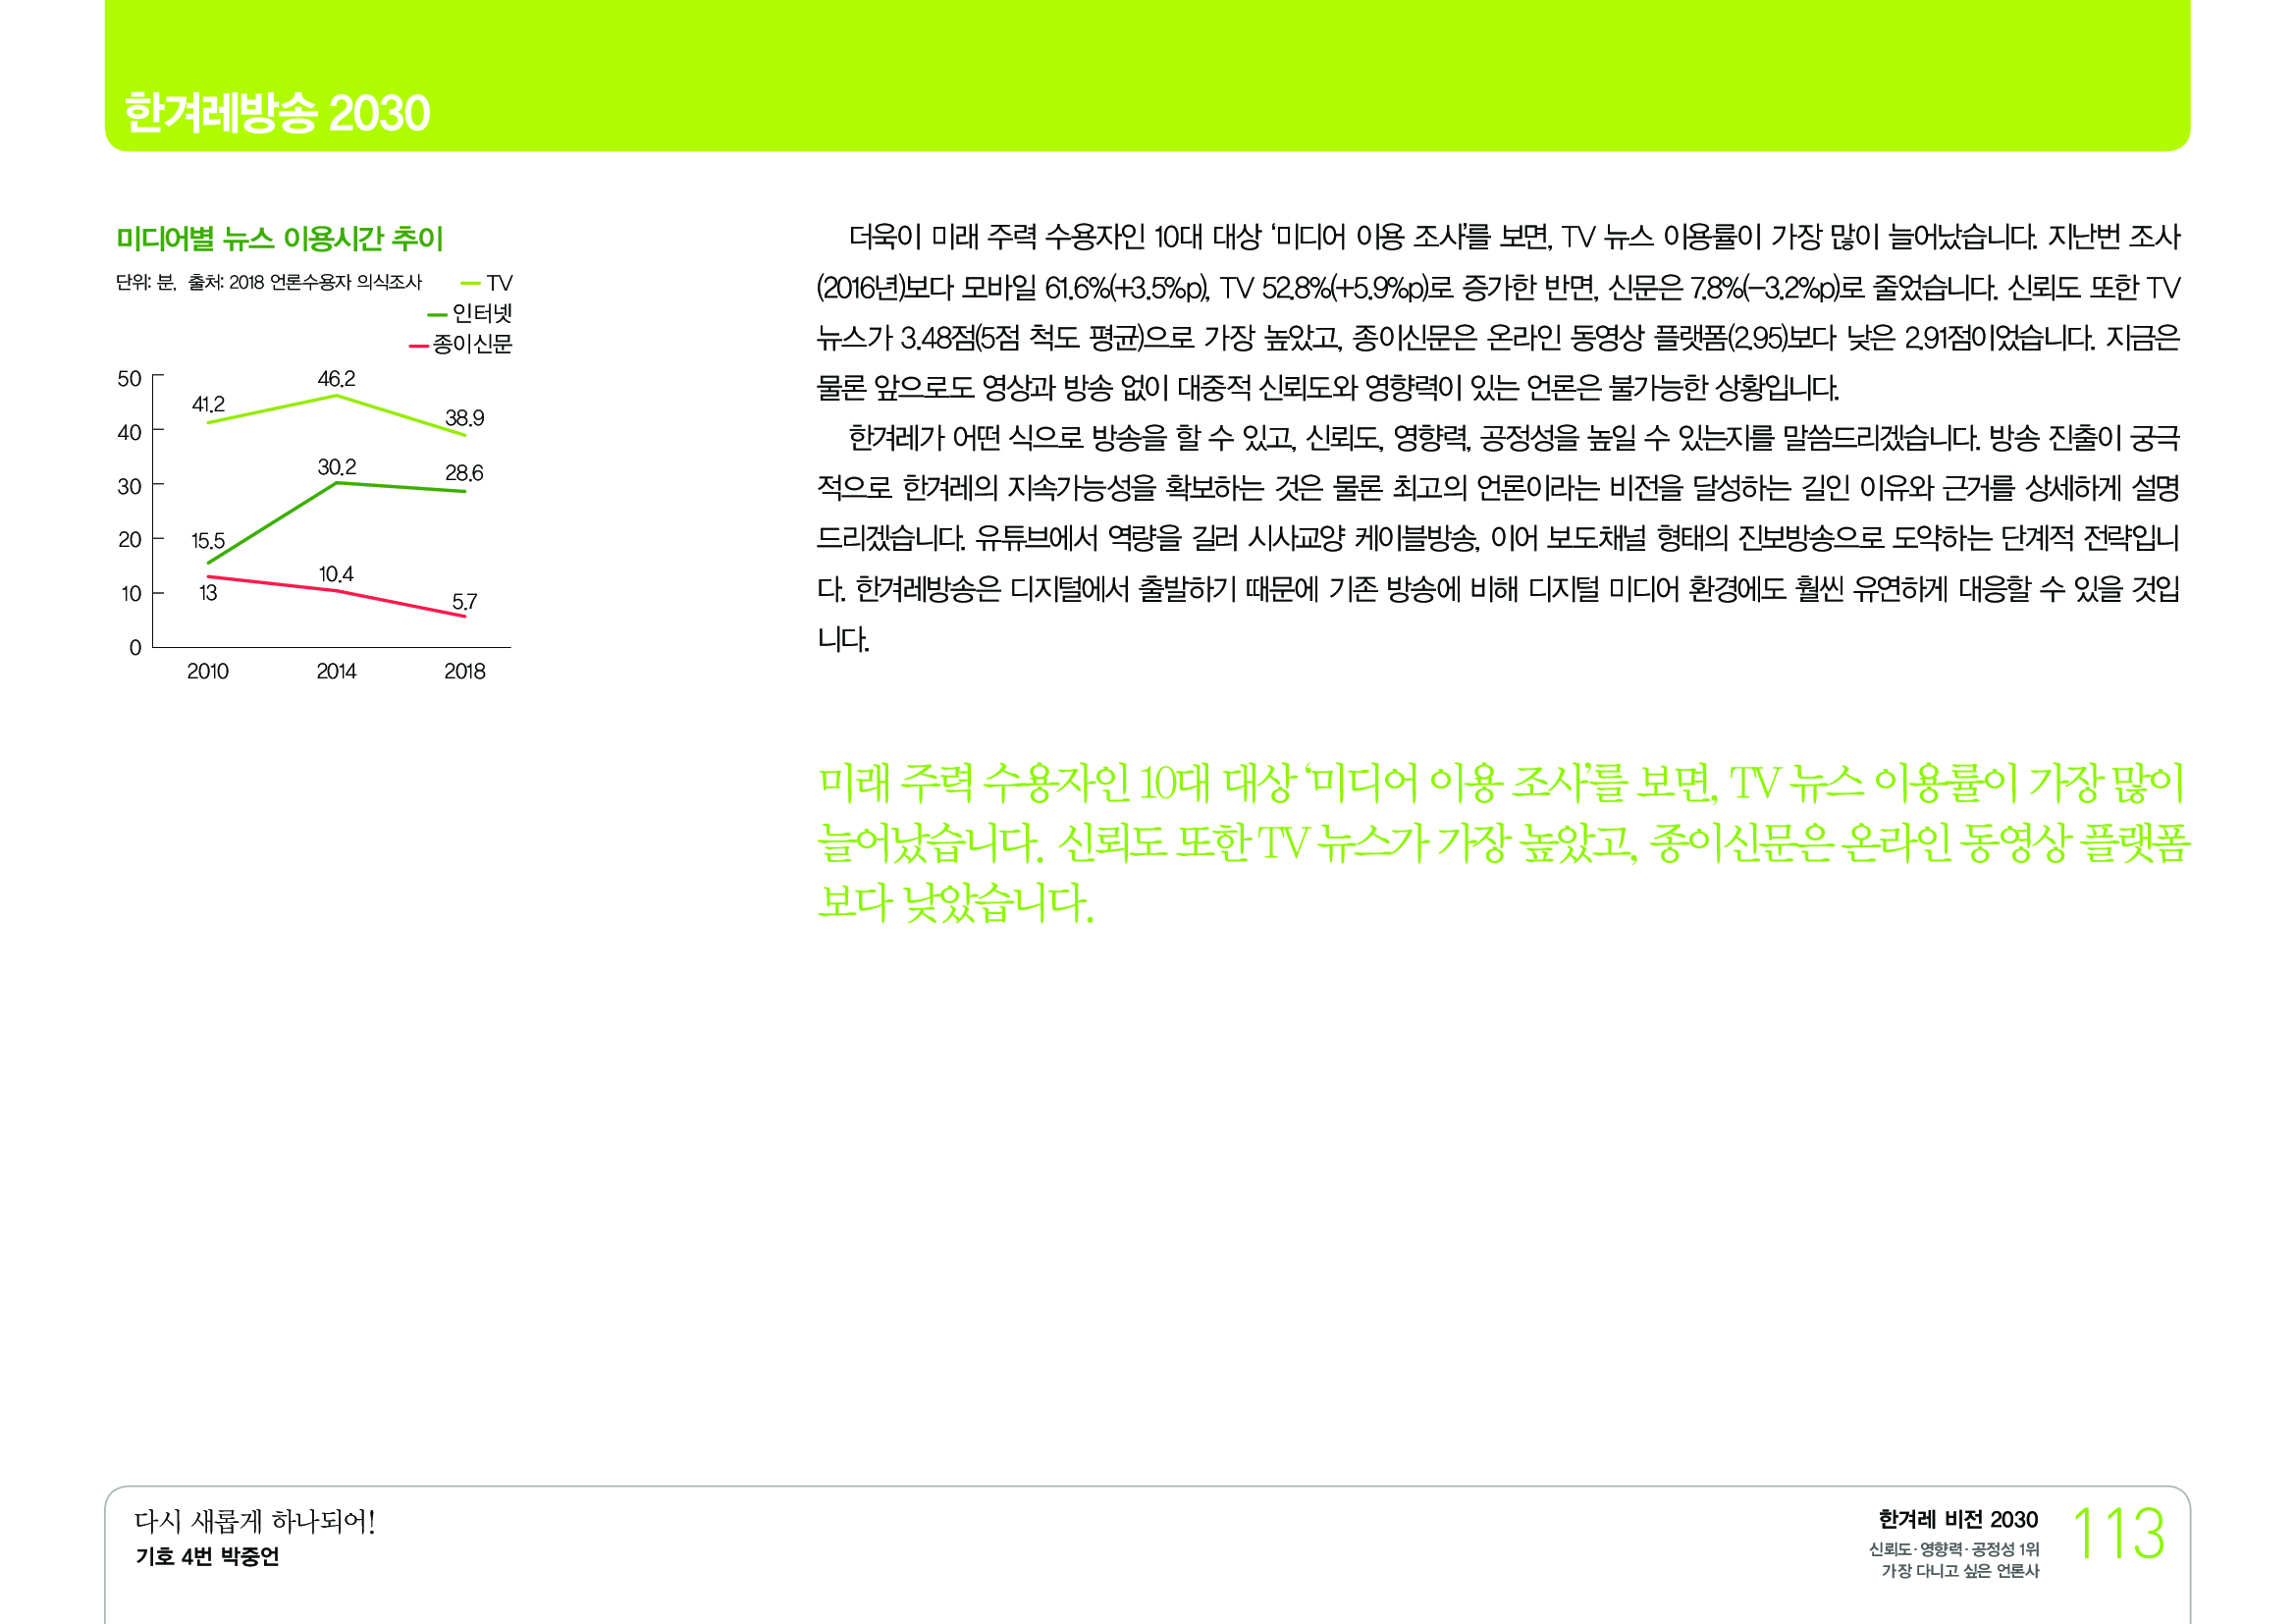 한겨레방송 2030
미디어별 뉴스 이용시간 추이
단위: 분, 출처: 2018 언론수용자 의식조사
TV
인터넷
종이신문
50
40
30
20
10
0
41.2
46.2
38.9
15.5
30.2
28.6
13
10.4
5.7
2010
2014
2018
더욱이 미래 주력 수용자인 10대 대상 ‘미디어 이용 조사’를 보면, TV 뉴스 이용률이 가장 많이 늘어났습니다. 지난번 조사
(2016년)보다 모바일 61.6%(+3.5%p), TV 52.8%(+5.9%p)로 증가한 반면, 신문은 7.8%(−3.2%p)로 줄었습니다. 신뢰도 또한 TV
뉴스가 3.48점(5점 척도 평균)으로 가장 높았고, 종이신문은 온라인 동영상 플랫폼(2.95)보다 낮은 2.91점이었습니다. 지금은
물론 앞으로도 영상과 방송 없이 대중적 신뢰도와 영향력이 있는 언론은 불가능한 상황입니다.
한겨레가 어떤 식으로 방송을 할 수 있고, 신뢰도, 영향력, 공정성을 높일 수 있는지를 말씀드리겠습니다. 방송 진출이 궁극
적으로 한겨레의 지속가능성을 확보하는 것은 물론 최고의 언론이라는 비전을 달성하는 길인 이유와 근거를 상세하게 설명
드리겠습니다. 유튜브에서 역량을 길러 시사교양 케이블방송, 이어 보도채널 형태의 진보방송으로 도약하는 단계적 전략입니
다. 한겨레방송은 디지털에서 출발하기 때문에 기존 방송에 비해 디지털 미디어 환경에도 훨씬 유연하게 대응할 수 있을 것입
니다.
미래 주력 수용자인 10대 대상 ‘미디어 이용 조사’를 보면, TV 뉴스 이용률이 가장 많이
늘어났습니다. 신뢰도 또한 TV 뉴스가 가장 높았고, 종이신문은 온라인 동영상 플랫폼
보다 낮았습니다.
다시 새롭게 하나되어!
기호 4번 박중언
한겨레 비전 2030
신뢰도·영향력·공정성 1위
가장 다니고 싶은 언론사
113